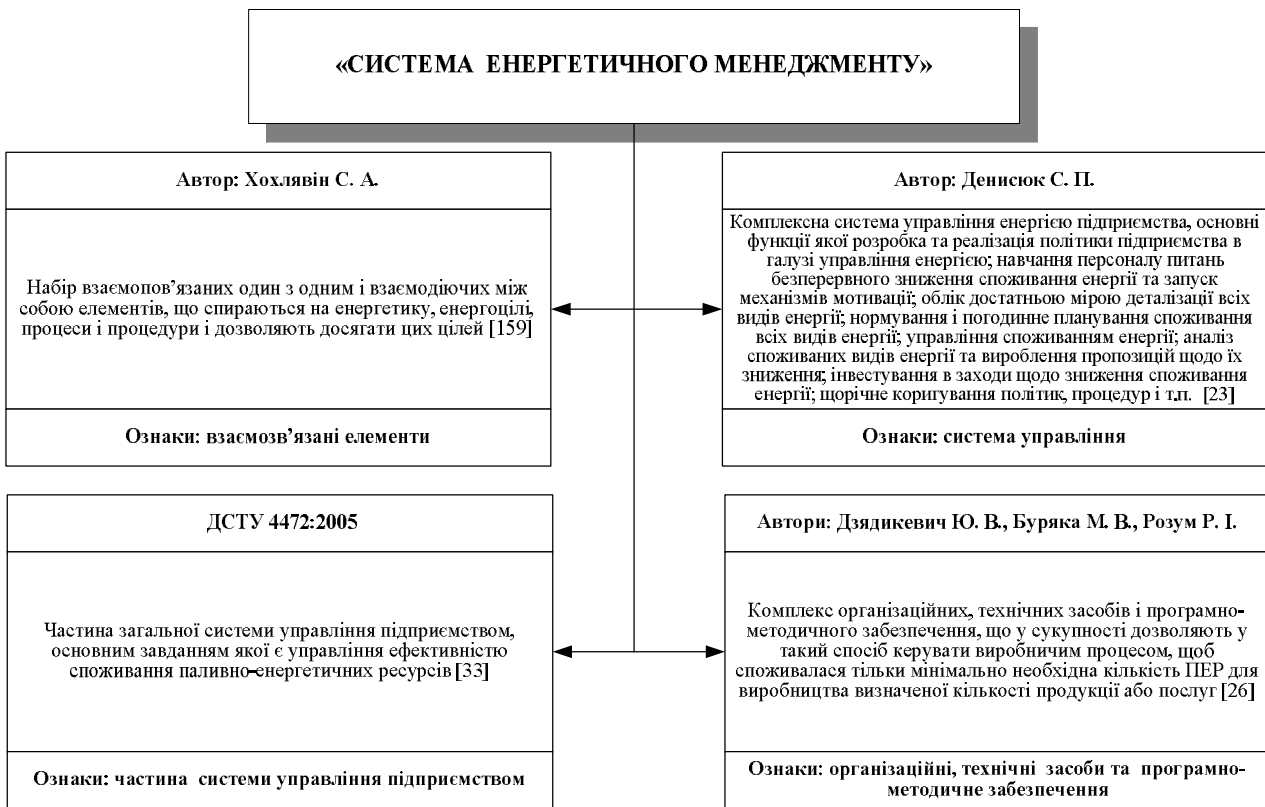 «СИСТЕМА ЕНЕРГЕТИЧНОГО МЕНЕДЖМЕНТУ»
Автор: Хохлявін С. А.
Набір взаємопов’язаних один з одним і взаємодіючих між
собою елементів, що спираються на енергетику, енергоцілі,
процеси і процедури і дозволяють досягати цих цілей [159]
Ознаки: взаємозв’язані елементи
Автор: Денисюк С. П.
Комплексна система управління енергією підприємства, основні
функції якої розробка та реалізація політики підприємства в
галузі управління енергією; навчання персоналу питань
безперервного зниження споживання енергії та запуск
механізмів мотивації; облік достатньою мірою деталізації всіх
видів енергії; нормування і погодинне планування споживання
всіх видів енергії; управління споживанням енергії; аналіз
споживаних видів енергії та вироблення пропозицій щодо їх
зниження; інвестування в заходи щодо зниження споживання
енергії; щорічне коригування політик, процедур і т.п. [23]
Ознаки: система управління
ДСТУ 4472:2005
Частина загальної системи управління підприємством,
основним завданням якої є управління ефективністю
споживання паливно-енергетичних ресурсів [33]
Ознаки: частина системи управління підприємством
Автори: Дзядикевич Ю. В., Буряка М. В., Розум Р. І.
Комплекс організаційних, технічних засобів і програмно-
методичного забезпечення, що у сукупності дозволяють у
такий спосіб керувати виробничим процесом, щоб
споживалася тільки мінімально необхідна кількість ПЕР для
виробництва визначеної кількості продукції або послуг [26]
Ознаки: організаційні, технічні засоби та програмно-
методичне забезпечення